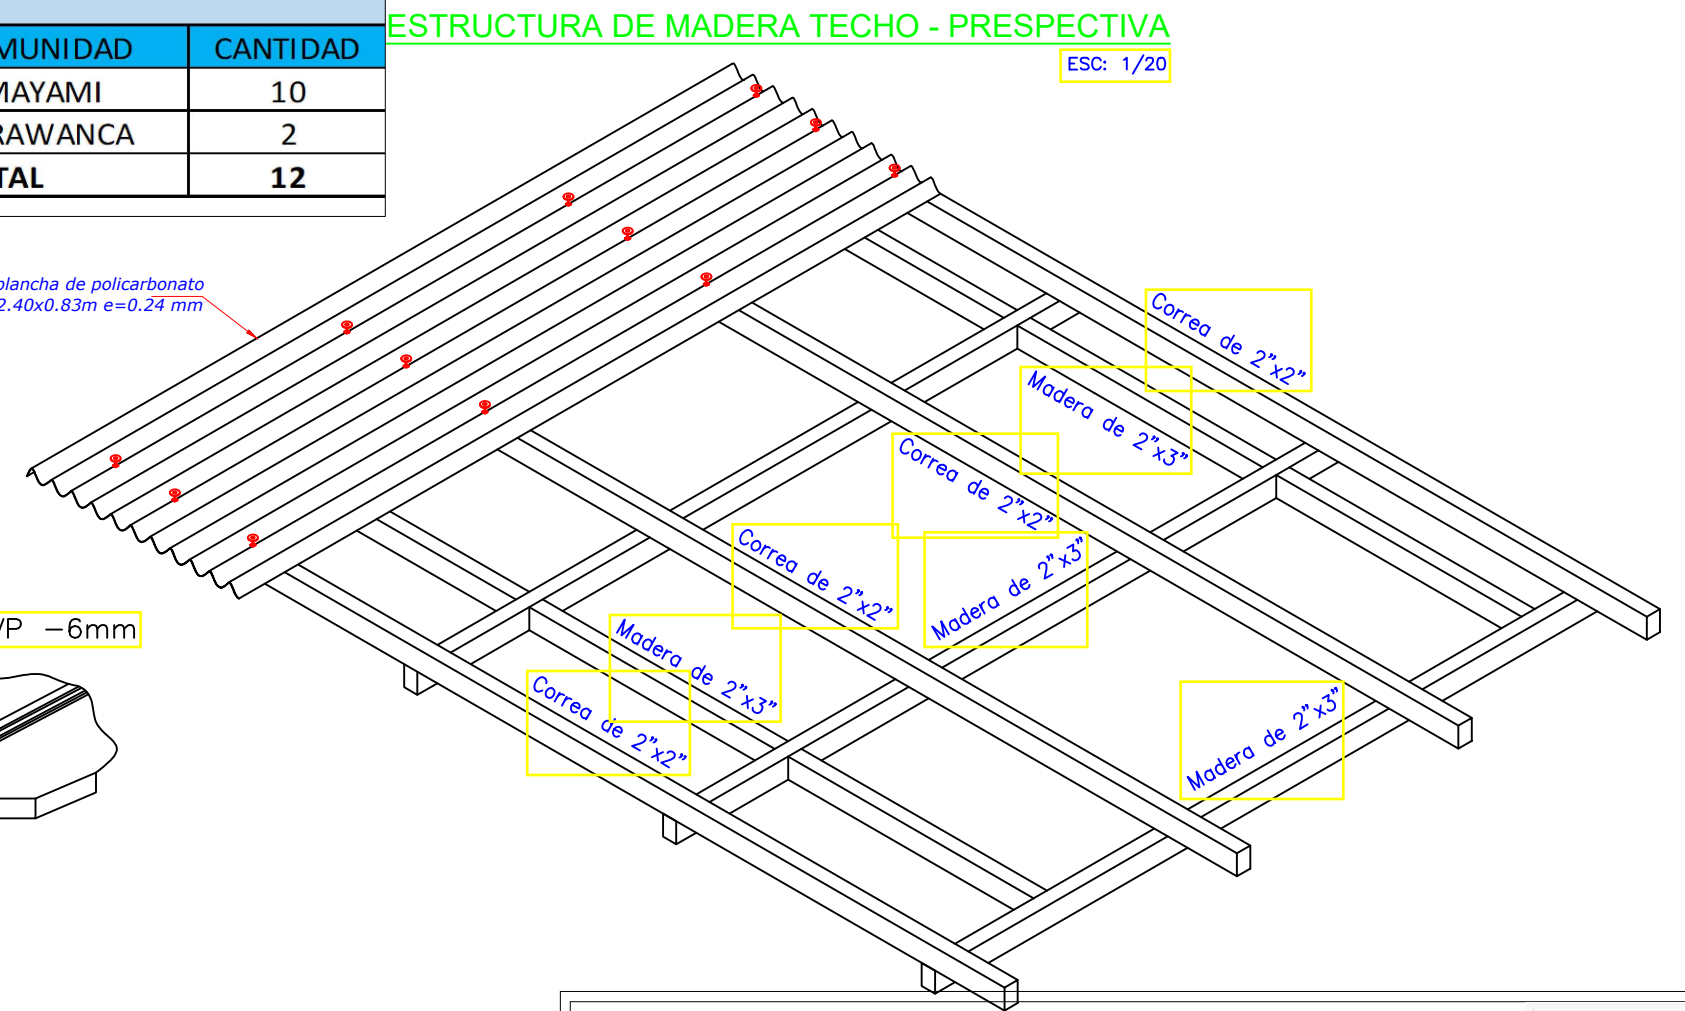 ESTRUCTURA DE MADERA TECHO - PRESPECTIVA
ESC: 1/20
MUNIDAD CANTIDAD
MAYAMI 10
RAWANCA 2
TAL 12
plancha de policarbonato
2.40x0.83m e=0.24 mm
Correa de 2"x2"
Madera de 2"x3"
Correa de 2"x2"
Correa de 2"x2"
Madera de 2"x3"
Madera de 2"x3"
Correa de 2"x2"
Madera de 2"x3"
VP -6mm